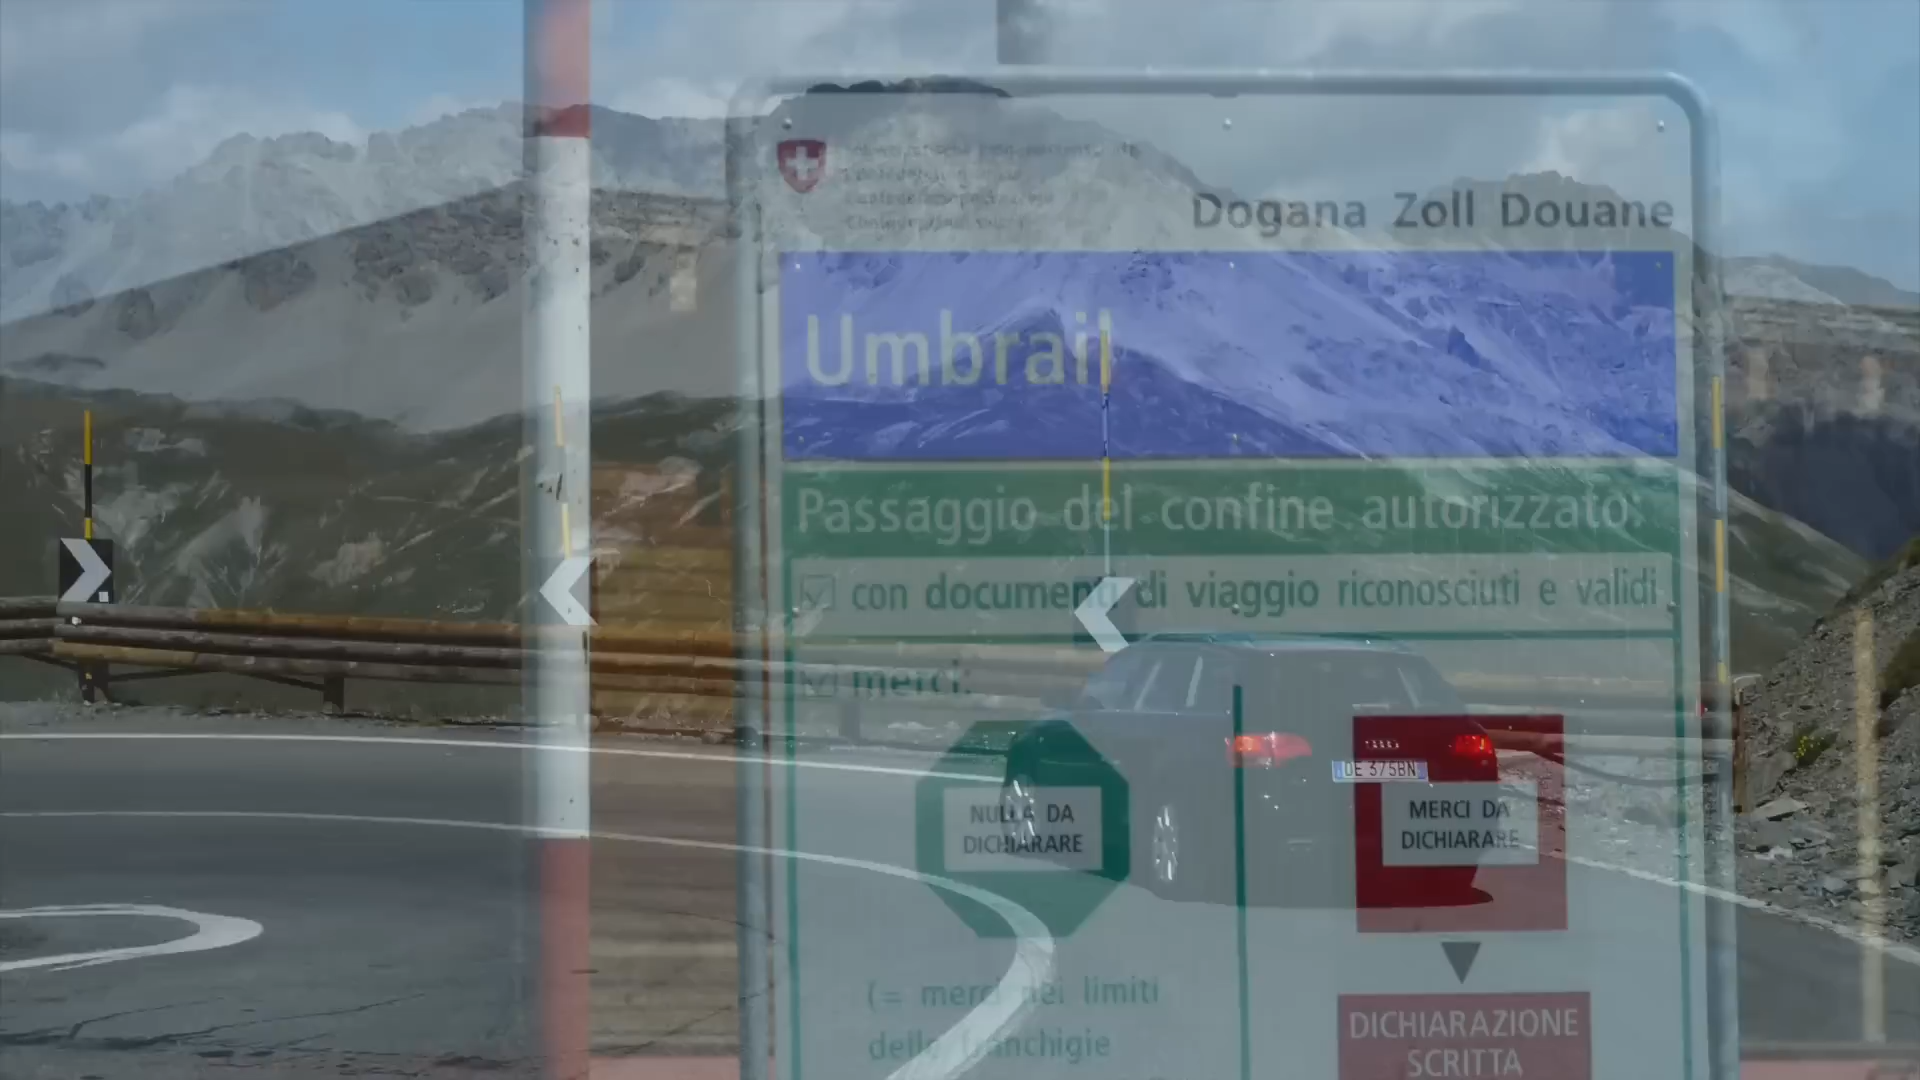 Dogana Zoll Douane
Umbrail
Passaggio del confine autorizzato:
con documenti di viaggio riconosciuti e validi
merci:
NULLA DA
DICHIARARE
MERCI DA
DICHIARARE
DE 375BN
(= merci nei limiti
delle franchigie
DICHIARAZIONE
SCRITTA